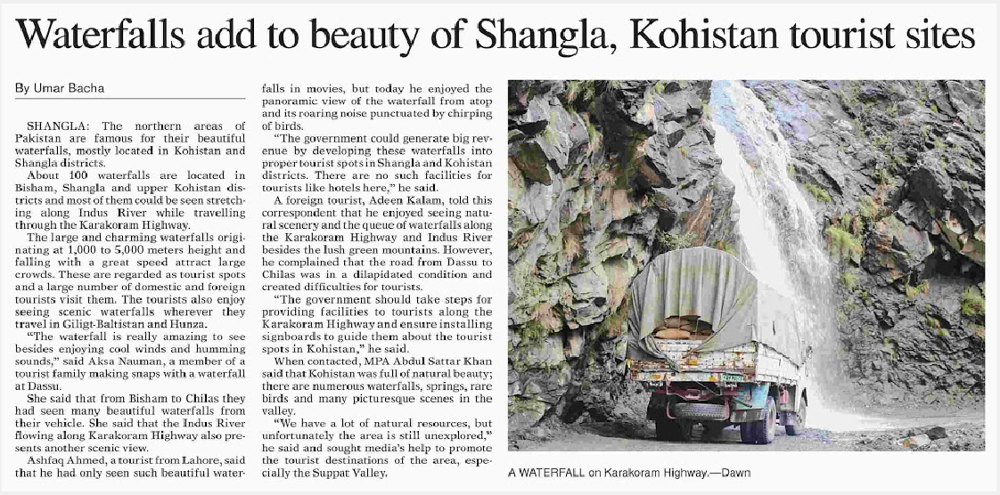 Waterfalls add to beauty of Shangla, Kohistan tourist sites
By Umar Bacha
SHANGLA: The northern areas of
Pakistan are famous for their beautiful
waterfalls, mostly located in Kohistan and
Shangla districts.
About 100 waterfalls are located in
Bisham, Shangla and upper Kohistan dis-
tricts and most of them could be seen stretch-
ing along Indus River while travelling
through the Karakoram Highway.
The large and charming waterfalls origi-
nating at 1,000 to 5,000 meters height and
falling with a great speed attract large
crowds. These are regarded as tourist spots
and a large number of domestic and foreign
tourists visit them. The tourists also enjoy
seeing scenic waterfalls wherever they
travel in Giligt-Baltistan and Hunza.
“The waterfall is really amazing to see
besides enjoying cool winds and humming
sounds,” said Aksa Nauman, a member of a
tourist family making snaps with a waterfall
at Dassu.
She said that from Bisham to Chilas they
had seen many beautiful waterfalls from
their vehicle. She said that the Indus River
flowing along Karakoram Highway also pre-
sents another scenic view.
Ashfaq Ahmed, a tourist from Lahore, said
that he had only seen such beautiful water-
falls in movies, but today he enjoyed the
panoramic view of the waterfall from atop
and its roaring noise punctuated by chirping
of birds.
“The government could generate big rev-
enue by developing these waterfalls into
proper tourist spots in Shangla and Kohistan
districts. There are no such facilities for
tourists like hotels here,” he said.
A foreign tourist, Adeen Kalam, told this
correspondent that he enjoyed seeing natu-
ral scenery and the queue of waterfalls along
the Karakoram Highway and Indus River
besides the lush green mountains. However,
he complained that the road from Dassu to
Chilas was in a dilapidated condition and
created difficulties for tourists.
“The government should take steps for
providing facilities to tourists along the
Karakoram Highway and ensure installing
signboards to guide them about the tourist
spots in Kohistan,” he said.
When contacted, MPA Abdul Sattar Khan
said that Kohistan was full of natural beauty;
there are numerous waterfalls, springs, rare
birds and many picturesque scenes in the
valley.
“We have a lot of natural resources, but
unfortunately the area is still unexplored,”
he said and sought media’s help to promote
the tourist destinations of the area, espe-
cially the Suppat Valley.
A WATERFALL on Karakoram Highway.—Dawn